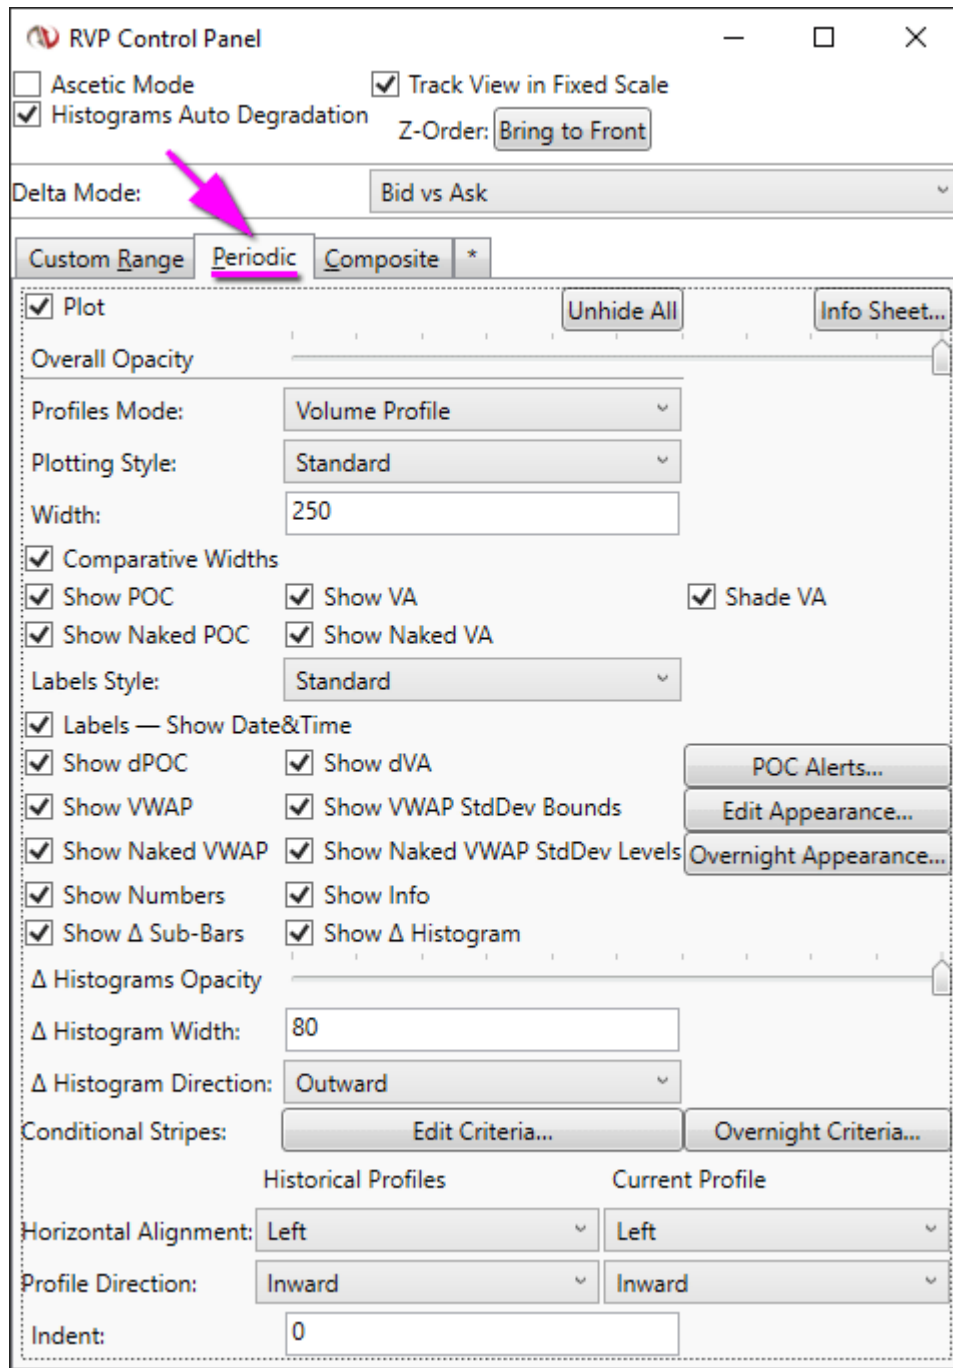 RVP Control Panel
Ascetic Mode
Track View in Fixed Scale
Histograms Auto Degradation
Z-Order: Bring to Front
Delta Mode: Bid vs Ask
Custom Range Periodic Composite *
Plot Unhide All Info Sheet...
Overall Opacity
Profiles Mode: Volume Profile
Plotting Style: Standard
Width: 250
Comparative Widths
Show POC Show VA Shade VA
Show Naked POC Show Naked VA
Labels Style: Standard
Labels — Show Date&Time
Show dPOC Show dVA POC Alerts...
Show VWAP Show VWAP StdDev Bounds Edit Appearance...
Show Naked VWAP Show Naked VWAP StdDev Levels Overnight Appearance...
Show Numbers Show Info
Show Δ Sub-Bars Show Δ Histogram
Δ Histograms Opacity
Δ Histogram Width: 80
Δ Histogram Direction: Outward
Conditional Stripes: Edit Criteria... Overnight Criteria...
Historical Profiles Current Profile
Horizontal Alignment: Left Left
Profile Direction: Inward Inward
Indent: 0